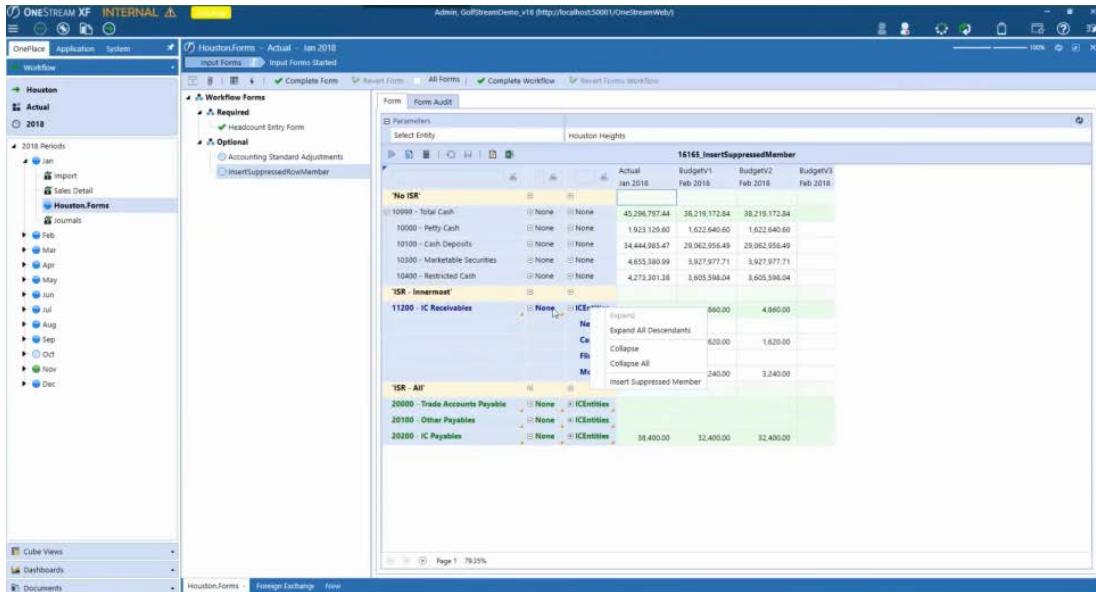 ONESTREAM XF INTERNAL
Admin, GolfStreamDemo_v16 (http://localhost:50001/OneStreamWeb/)
OnePlace Application System
Houston.Forms - Actual - Jan 2018
100%
Workflow
Input Forms Input Forms Started
Complete Form Revert Form All Forms Complete Workflow Revert Forms Workflow
Houston
Actual
2018
2018 Periods
Jan
Import
Sales Detail
Houston.Forms
Journals
Feb
Mar
Apr
May
Jun
Jul
Aug
Sep
Oct
Nov
Dec
Cube Views
Dashboards
Documents
Workflow Forms
Required
Headcount Entry Form
Optional
Accounting Standard Adjustments
InsertSuppressedRowMember
Form Form Audit
Parameters
Select Entity Houston Heights
16165_InsertSuppressedMember
Actual BudgetV1 BudgetV2 BudgetV3
Jan 2018 Feb 2018 Feb 2018 Feb 2018
'No ISR'
10999 - Total Cash None None 45,296,797.44 38,219,172.84 38,219,172.84
10000 - Petty Cash None None 1,923,129.60 1,622,640.60 1,622,640.60
10100 - Cash Deposits None None 34,444,985.47 29,062,956.49 29,062,956.49
10300 - Marketable Securities None None 4,655,380.99 3,927,977.71 3,927,977.71
10400 - Restricted Cash None None 4,273,301.38 3,605,598.04 3,605,598.04
'ISR - Innermost'
11200 - IC Receivables None 860.00 4,860.00
Ne
Ca 620.00 1,620.00
Mo 240.00 3,240.00
Expand
Expand All Descendants
Collapse
Collapse All
Insert Suppressed Member
'ISR - All'
20000 - Trade Accounts Payable None ICEntities
20100 - Other Payables None ICEntities
20200 - IC Payables None ICEntities 38,400.00 32,400.00 32,400.00
Page 1 79.35%
Houston.Forms - Foreign Exchange New